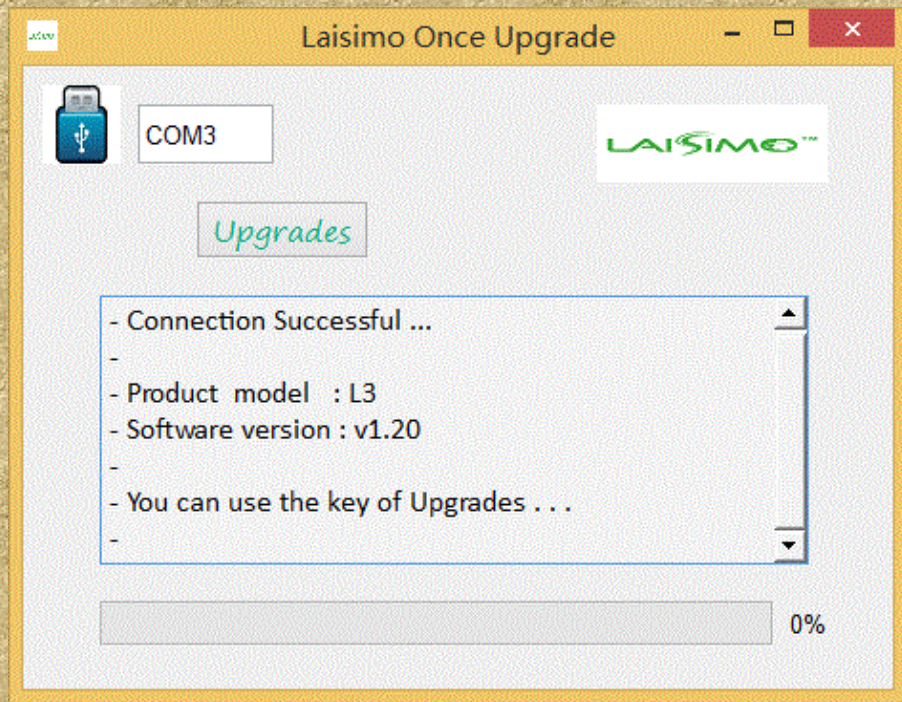 Laisimo Once Upgrade
COM3
LAISIMO™
Upgrades
- Connection Successful ...
-
- Product  model   : L3
- Software version : v1.20
-
- You can use the key of Upgrades . . .
-
0%